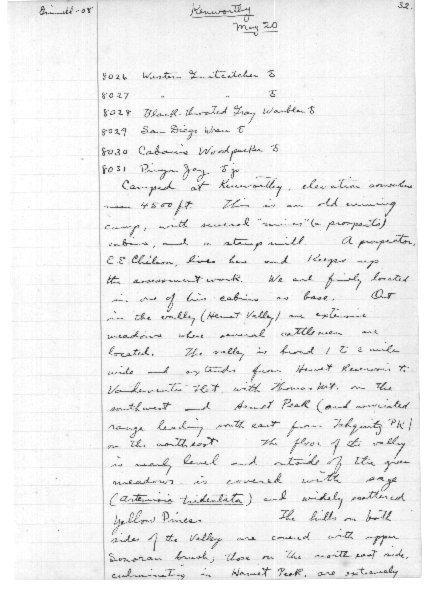 Grinnell-08
Kenworthy
32.
May 20
8026 Western Gnatcatcher ♂
8027 " " ♂
8028 Black-throated Gray Warbler ♂
8029 San Diego Wren ♂
8030 Cabanis Woodpecker ♂
8031 Pinyon Jay
Camped at Kenworthy, elevation somewhere
near 4500 ft. This is an old mining
camp, with several "mines" (a prospects)
cabins, and a stamp mill. A prospector,
C. E. Chilson, lives here and keeps up
the assessment work. We are finely located
in one of his cabins as base. Out
in the valley (Hemet Valley) are extensive
meadows where several cattlemen are
located. The valley is broad 1 to 2 miles
wide and extends from Hemet Reservoir to
Vandeventer Flat, with Thomas Mt. on the
southwest and Hemet Peak (and associated
range leading south east from Tahquitz Pk)
on the northeast. The floor of the valley
is nearly level and outside of the green
meadows is covered with sage
(Artemisia tridentata) and widely scattered
Yellow Pines. The hills on both
sides of the Valley are covered with upper
Sonoran brush; those on the north east side,
culminating in Hemet Peak, are extremely